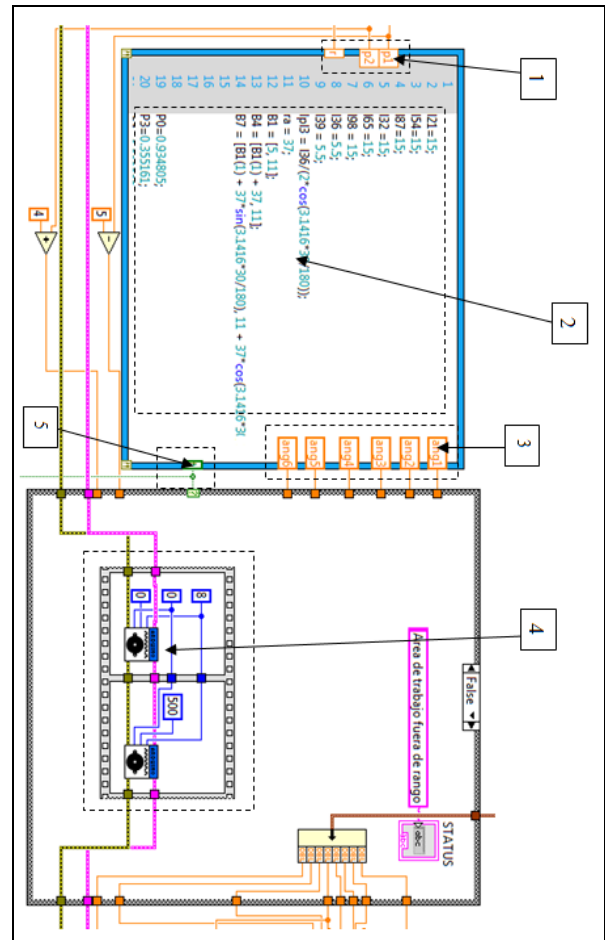 1
2
3
4
5
p1
p2
r
1
2 l21=15;
3 l54=15;
4 l87=15;
5 l32=15;
6 l65=15;
7 l98=15;
8 l36=5.5;
9 l39=5.5;
10 lpl3 = l36/(2*cos(3.1416*30/180));
11 ra = 37;
12 B1 = [5, 11];
13 B4 = [B1(1) + 37, 11];
14 B7 = [B1(1) + 37*sin(3.1416*30/180), 11 + 37*cos(3.1416*3(
15
16
17
18
19 P0=0.934805;
20 P3=0.355161;
ang1
ang2
ang3
ang4
ang5
ang6
5
-
4
+
?
False
Area de trabajo fuera de rango
STATUS
abc
8
0
0
500